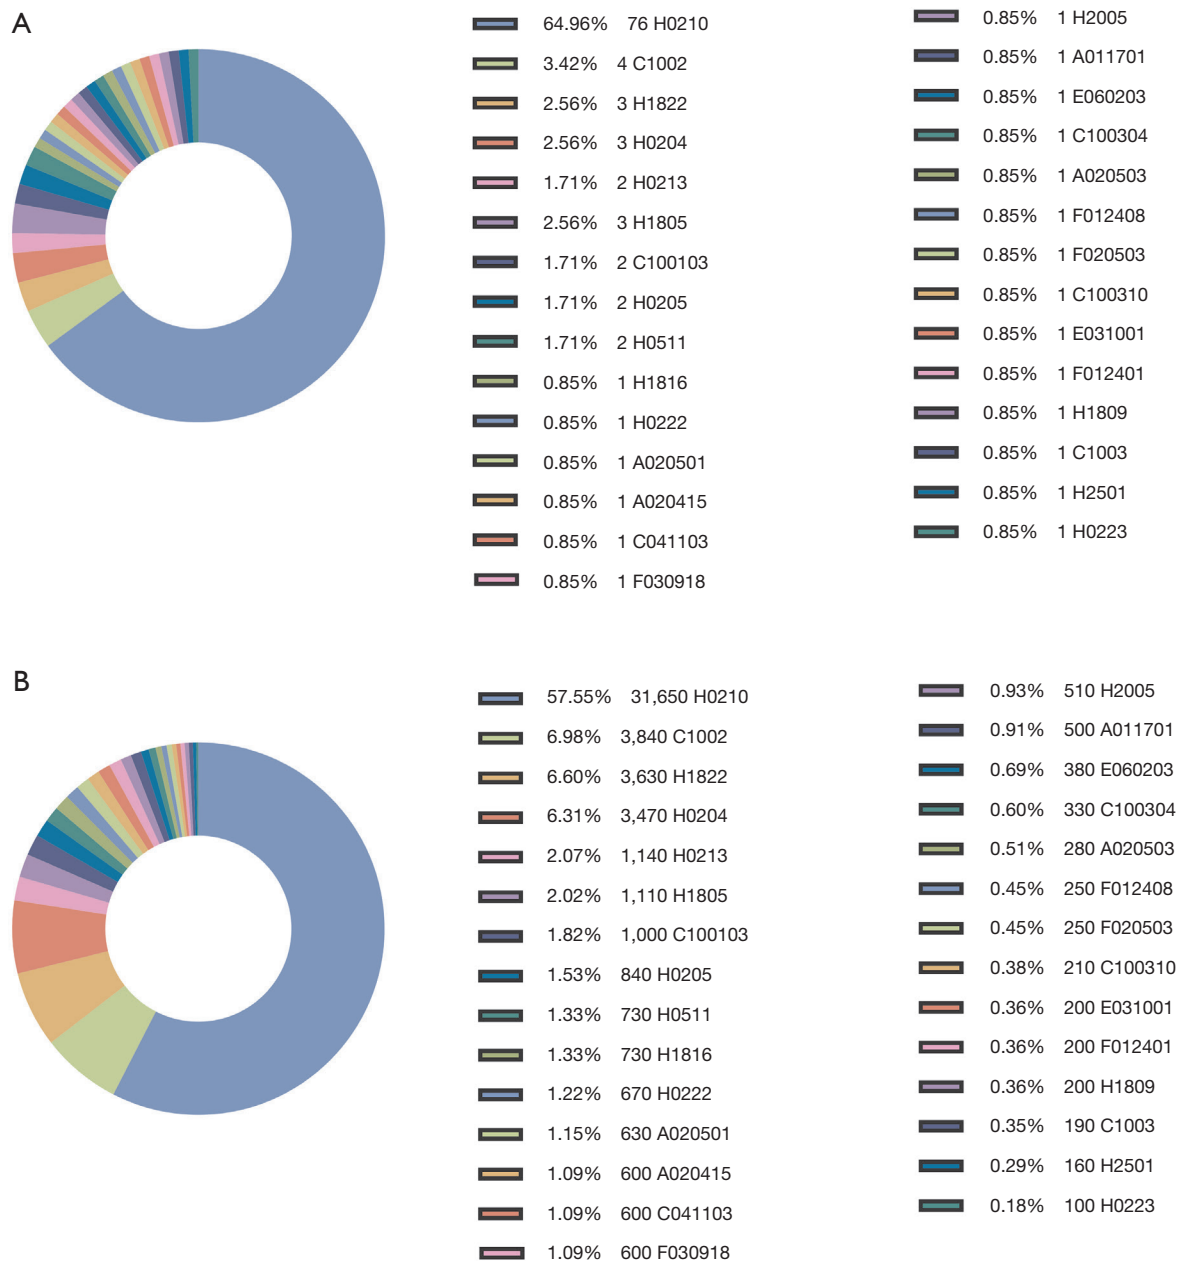 A
64.96% 76 H0210
3.42% 4 C1002
2.56% 3 H1822
2.56% 3 H0204
1.71% 2 H0213
2.56% 3 H1805
1.71% 2 C100103
1.71% 2 H0205
1.71% 2 H0511
0.85% 1 H1816
0.85% 1 H0222
0.85% 1 A020501
0.85% 1 A020415
0.85% 1 C041103
0.85% 1 F030918
0.85% 1 H2005
0.85% 1 A011701
0.85% 1 E060203
0.85% 1 C100304
0.85% 1 A020503
0.85% 1 F012408
0.85% 1 F020503
0.85% 1 C100310
0.85% 1 E031001
0.85% 1 F012401
0.85% 1 H1809
0.85% 1 C1003
0.85% 1 H2501
0.85% 1 H0223
B
57.55% 31,650 H0210
6.98% 3,840 C1002
6.60% 3,630 H1822
6.31% 3,470 H0204
2.07% 1,140 H0213
2.02% 1,110 H1805
1.82% 1,000 C100103
1.53% 840 H0205
1.33% 730 H0511
1.33% 730 H1816
1.22% 670 H0222
1.15% 630 A020501
1.09% 600 A020415
1.09% 600 C041103
1.09% 600 F030918
0.93% 510 H2005
0.91% 500 A011701
0.69% 380 E060203
0.60% 330 C100304
0.51% 280 A020503
0.45% 250 F012408
0.45% 250 F020503
0.38% 210 C100310
0.36% 200 E031001
0.36% 200 F012401
0.36% 200 H1809
0.35% 190 C1003
0.29% 160 H2501
0.18% 100 H0223